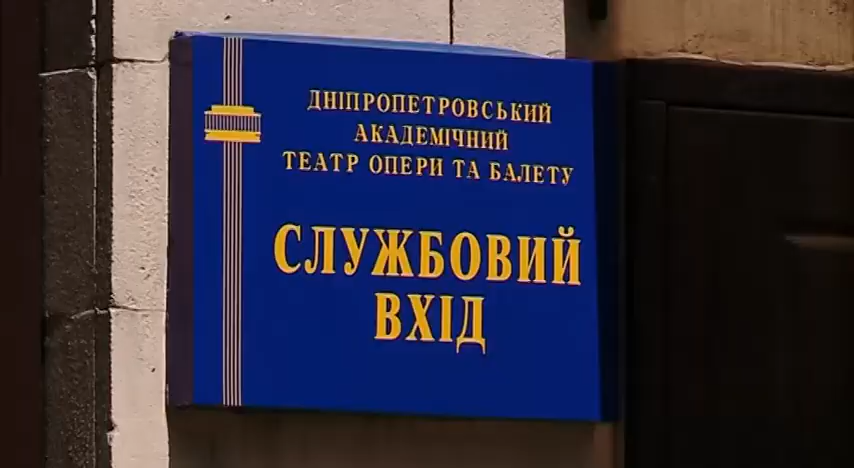 ДНІПРОПЕТРОВСЬКИЙ
АКАДЕМІЧНИЙ
ТЕАТР ОПЕРИ ТА БАЛЕТУ
СЛУЖБОВИЙ
ВХІД